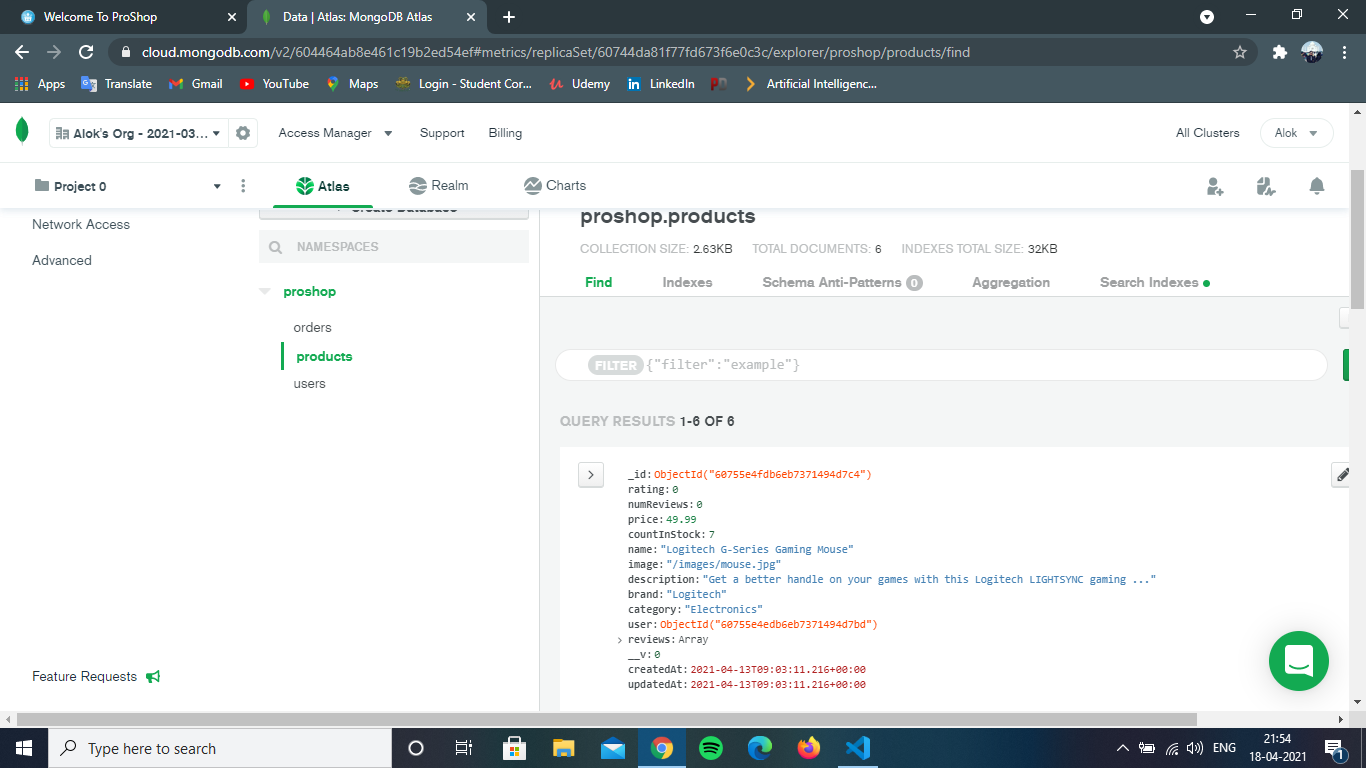 Welcome To ProShop
Data | Atlas: MongoDB Atlas
cloud.mongodb.com/v2/604464ab8e461c19b2ed54ef#metrics/replicaSet/60744da81f77fd673f6e0c3c/explorer/proshop/products/find
Apps Translate Gmail YouTube Maps Login - Student Cor... Udemy LinkedIn Artificial Intelligenc...
Alok's Org - 2021-03... Access Manager Support Billing All Clusters Alok
Project 0 Atlas Realm Charts
Network Access
Advanced
Feature Requests
Create Database
NAMESPACES
proshop
orders
products
users
proshop.products
COLLECTION SIZE: 2.63KB TOTAL DOCUMENTS: 6 INDEXES TOTAL SIZE: 32KB
Find Indexes Schema Anti-Patterns 0 Aggregation Search Indexes
FILTER {"filter":"example"}
QUERY RESULTS 1-6 OF 6
_id: ObjectId("60755e4fdb6eb7371494d7c4")
rating: 0
numReviews: 0
price: 49.99
countInStock: 7
name: "Logitech G-Series Gaming Mouse"
image: "/images/mouse.jpg"
description: "Get a better handle on your games with this Logitech LIGHTSYNC gaming ..."
brand: "Logitech"
category: "Electronics"
user: ObjectId("60755e4edb6eb7371494d7bd")
reviews: Array
__v: 0
createdAt: 2021-04-13T09:03:11.216+00:00
updatedAt: 2021-04-13T09:03:11.216+00:00
Type here to search
ENG
21:54
18-04-2021
1